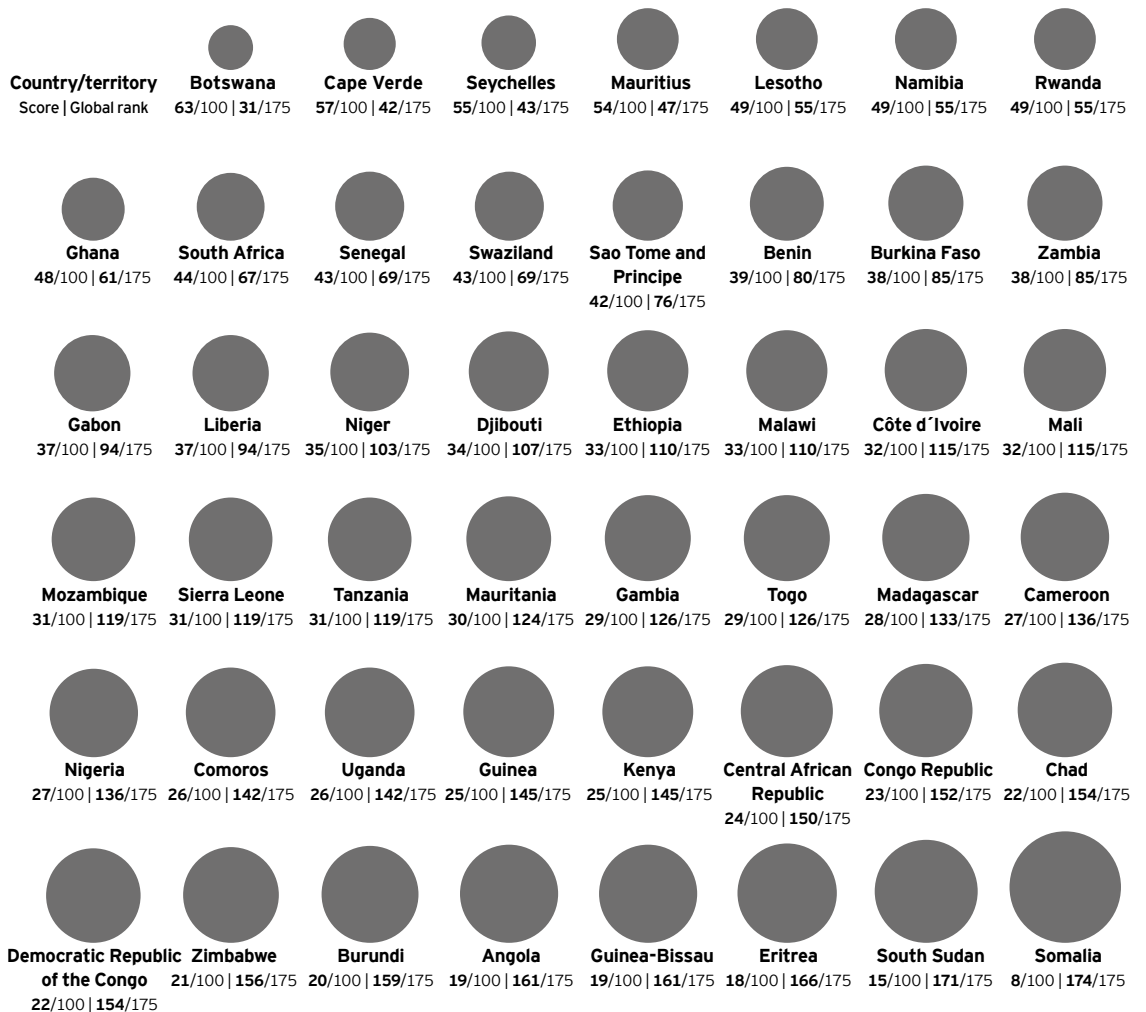 Country/territory
Score | Global rank
Botswana
63/100 | 31/175
Cape Verde
57/100 | 42/175
Seychelles
55/100 | 43/175
Mauritius
54/100 | 47/175
Lesotho
49/100 | 55/175
Namibia
49/100 | 55/175
Rwanda
49/100 | 55/175
Ghana
48/100 | 61/175
South Africa
44/100 | 67/175
Senegal
43/100 | 69/175
Swaziland
43/100 | 69/175
Sao Tome and
Principe
42/100 | 76/175
Benin
39/100 | 80/175
Burkina Faso
38/100 | 85/175
Zambia
38/100 | 85/175
Gabon
37/100 | 94/175
Liberia
37/100 | 94/175
Niger
35/100 | 103/175
Djibouti
34/100 | 107/175
Ethiopia
33/100 | 110/175
Malawi
33/100 | 110/175
Côte d´Ivoire
32/100 | 115/175
Mali
32/100 | 115/175
Mozambique
31/100 | 119/175
Sierra Leone
31/100 | 119/175
Tanzania
31/100 | 119/175
Mauritania
30/100 | 124/175
Gambia
29/100 | 126/175
Togo
29/100 | 126/175
Madagascar
28/100 | 133/175
Cameroon
27/100 | 136/175
Nigeria
27/100 | 136/175
Comoros
26/100 | 142/175
Uganda
26/100 | 142/175
Guinea
25/100 | 145/175
Kenya
25/100 | 145/175
Central African
Republic
24/100 | 150/175
Congo Republic
23/100 | 152/175
Chad
22/100 | 154/175
Democratic Republic
of the Congo
22/100 | 154/175
Zimbabwe
21/100 | 156/175
Burundi
20/100 | 159/175
Angola
19/100 | 161/175
Guinea-Bissau
19/100 | 161/175
Eritrea
18/100 | 166/175
South Sudan
15/100 | 171/175
Somalia
8/100 | 174/175